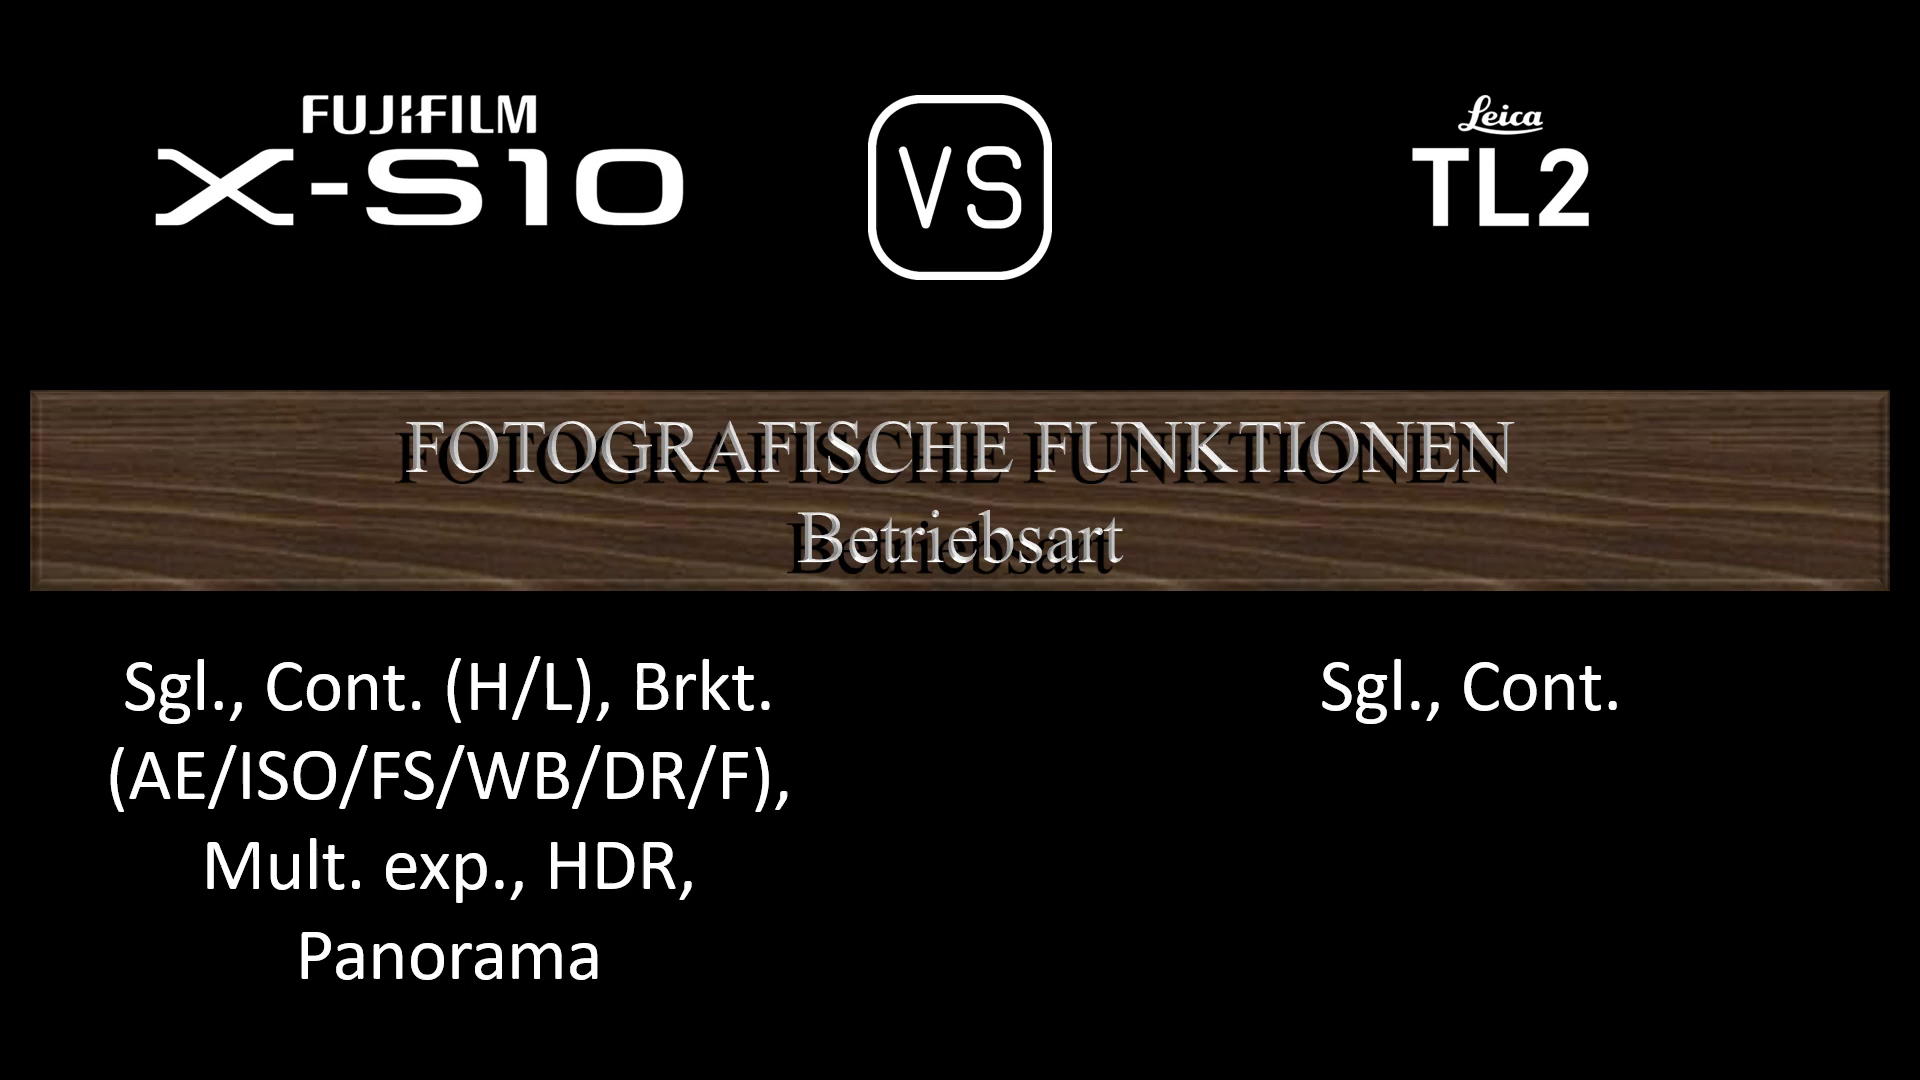 FUJIFILM
X-S10
VS
Leica
TL2
FOTOGRAFISCHE FUNKTIONEN
Betriebsart
Sgl., Cont. (H/L), Brkt.
(AE/ISO/FS/WB/DR/F),
Mult. exp., HDR,
Panorama
Sgl., Cont.